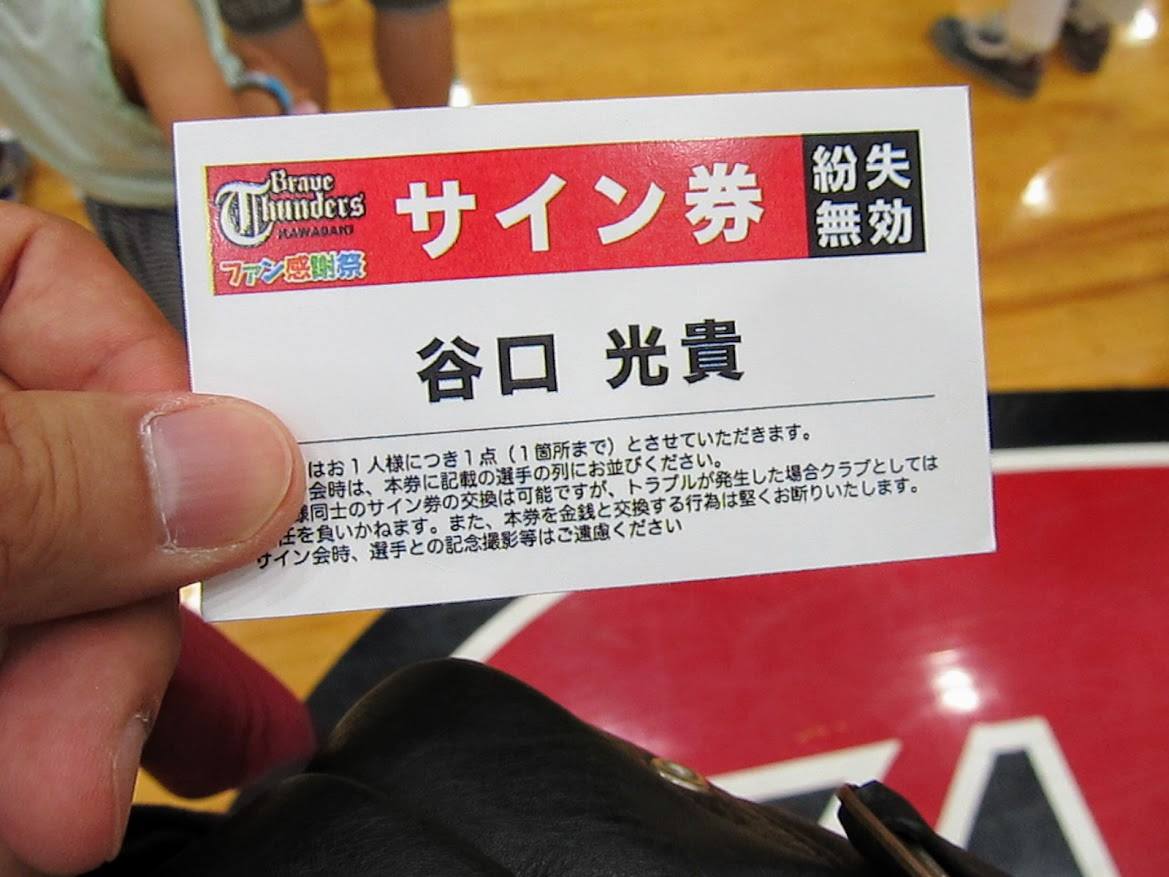 Brave
Thunders
KAWASAKI
ファン感謝祭
サイン券
紛失
無効
谷口 光貴
はお1人様につき1点(1箇所まで)とさせていただきます。
会時は、本券に記載の選手の列にお並びください。
様同士のサイン券の交換は可能ですが、トラブルが発生した場合クラブとしては
任を負いかねます。また、本券を金銭と交換する行為は堅くお断りいたします。
サイン会時、選手との記念撮影等はご遠慮ください